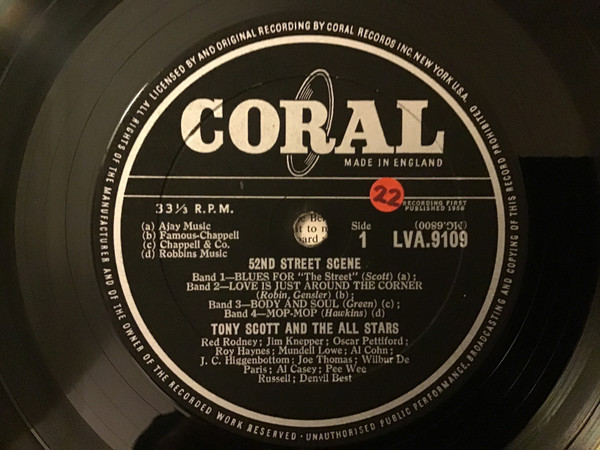 ALL RIGHTS OF THE MANUFACTURER AND OF THE OWNER OF THE RECORDED WORK RESERVED · UNAUTHORISED PUBLIC PERFORMANCE, BROADCASTING AND COPYING OF THIS RECORD PROHIBITED
LICENSED BY AND ORIGINAL RECORDING BY CORAL RECORDS INC. NEW YORK U.S.A.
CORAL
MADE IN ENGLAND
22
RECORDING FIRST
PUBLISHED 1958
33⅓ R.P.M.
(a) Ajay Music
(b) Famous-Chappell
(c) Chappell & Co.
(d) Robbins Music
Side
1
(MC'0680)
LVA.9109
52ND STREET SCENE
Band 1—BLUES FOR "The Street" (Scott) (a) ;
Band 2—LOVE IS JUST AROUND THE CORNER
(Robin, Gensler) (b) ;
Band 3—BODY AND SOUL (Green) (c) ;
Band 4—MOP-MOP (Hawkins) (d)
TONY SCOTT AND THE ALL STARS
Red Rodney ; Jim Knepper ; Oscar Pettiford ;
Roy Haynes ; Mundell Lowe ; Al Cohn ;
J. C. Higgenbottom ; Joe Thomas ; Wilbur De
Paris ; Al Casey ; Pee Wee
Russell ; Denvil Best